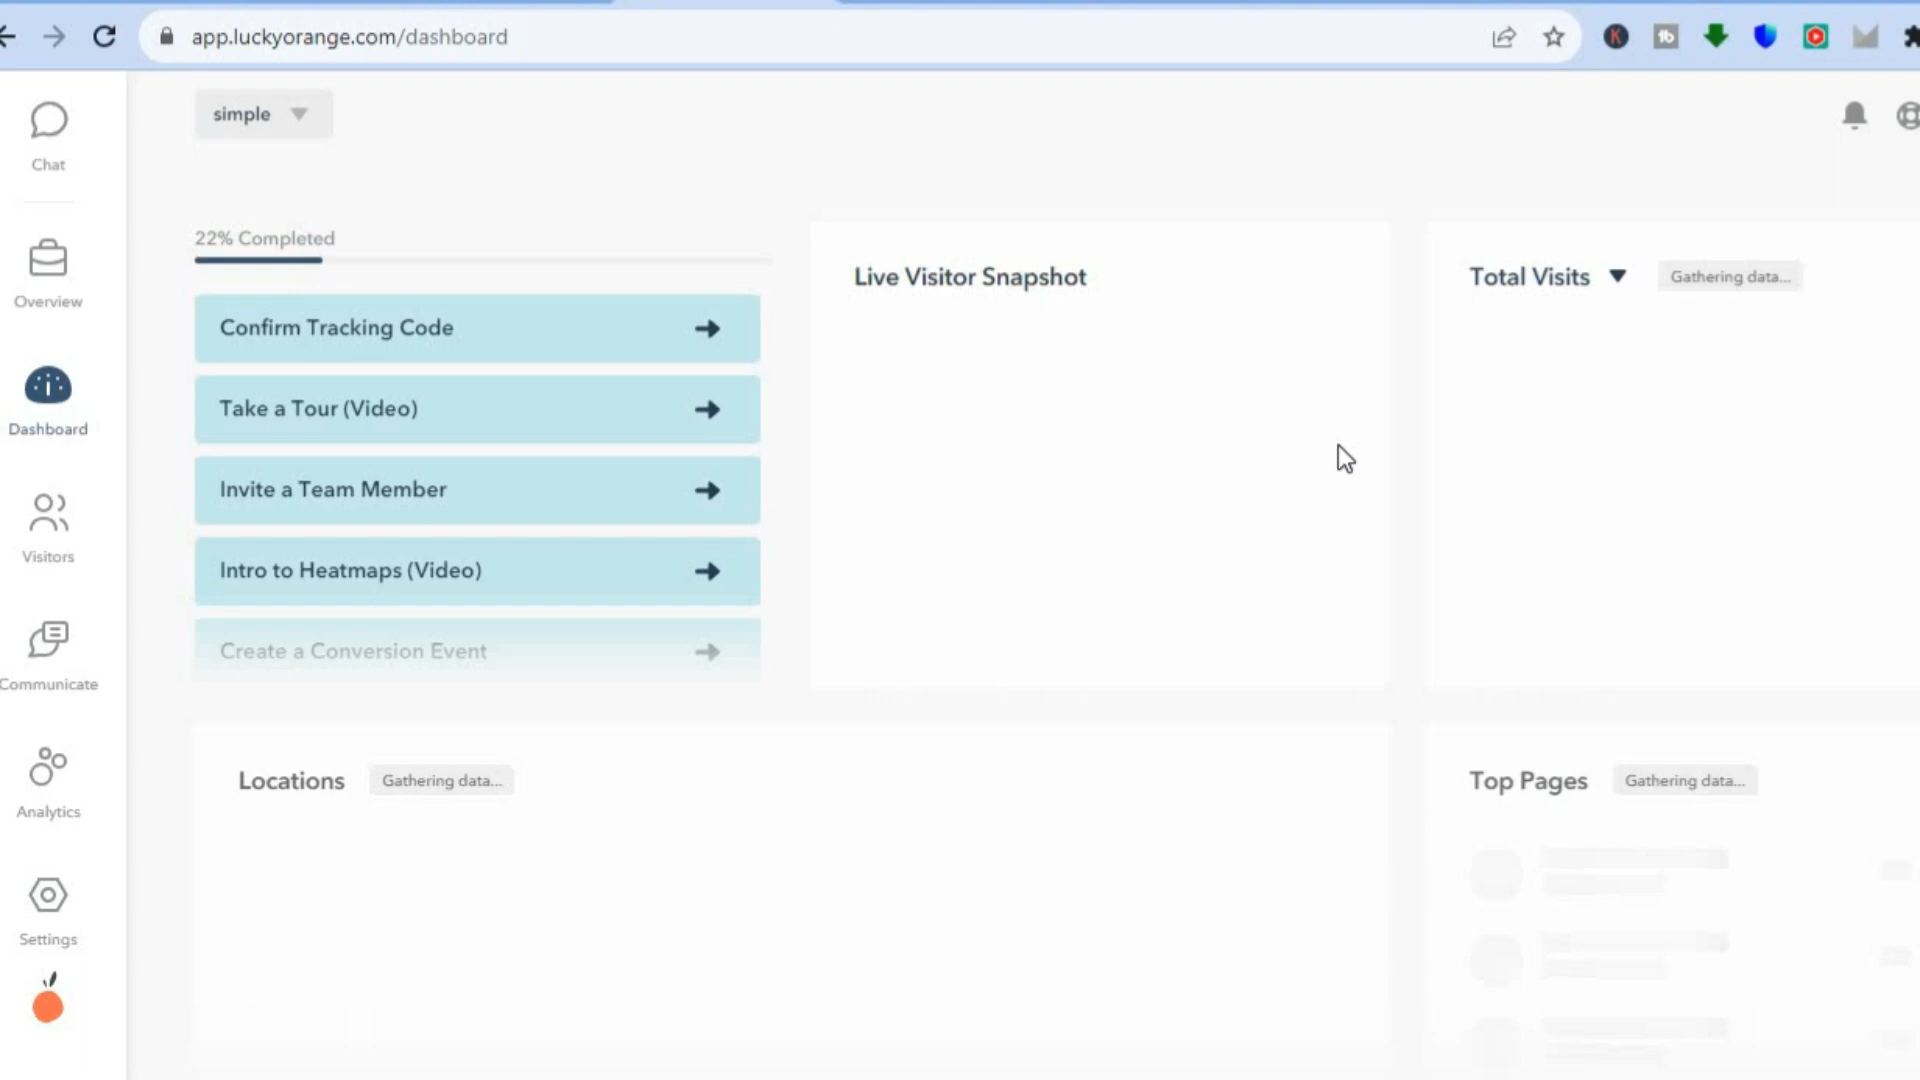 app.luckyorange.com/dashboard
simple
Chat
Overview
Dashboard
Visitors
Communicate
Analytics
Settings
22% Completed
Confirm Tracking Code
Take a Tour (Video)
Invite a Team Member
Intro to Heatmaps (Video)
Create a Conversion Event
Live Visitor Snapshot
Total Visits
Gathering data...
Locations
Gathering data...
Top Pages
Gathering data...